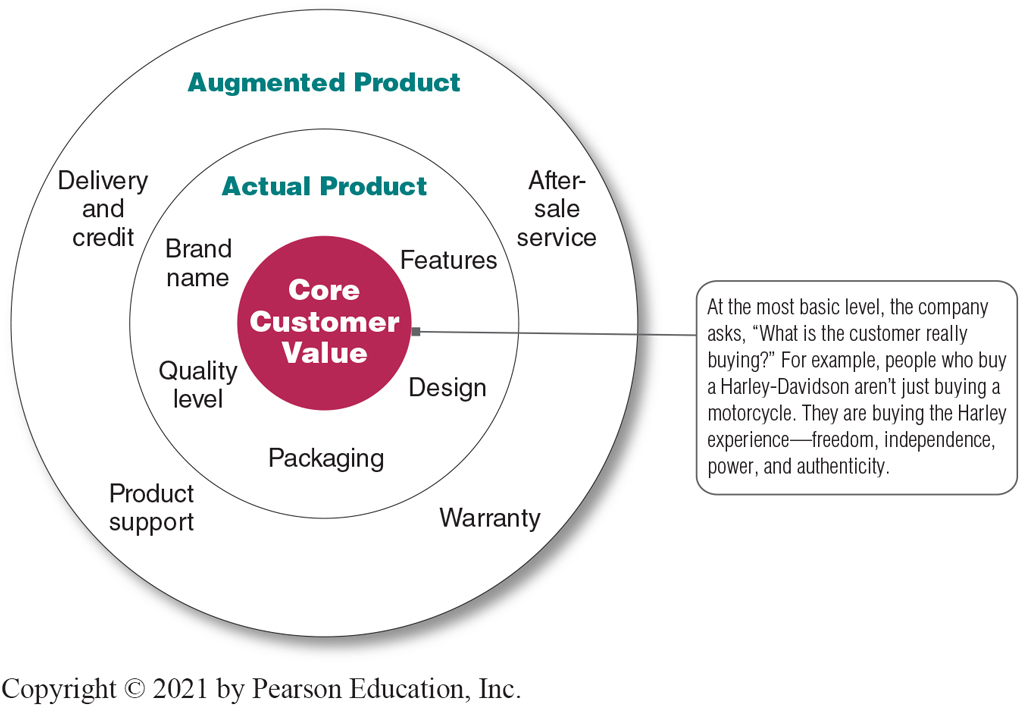 Augmented Product
Delivery
and
credit
After-
sale
service
Actual Product
Brand
name
Features
Core
Customer
Value
Quality
level
Design
Packaging
Product
support
Warranty
At the most basic level, the company
asks, “What is the customer really
buying?” For example, people who buy
a Harley-Davidson aren’t just buying a
motorcycle. They are buying the Harley
experience—freedom, independence,
power, and authenticity.
Copyright © 2021 by Pearson Education, Inc.